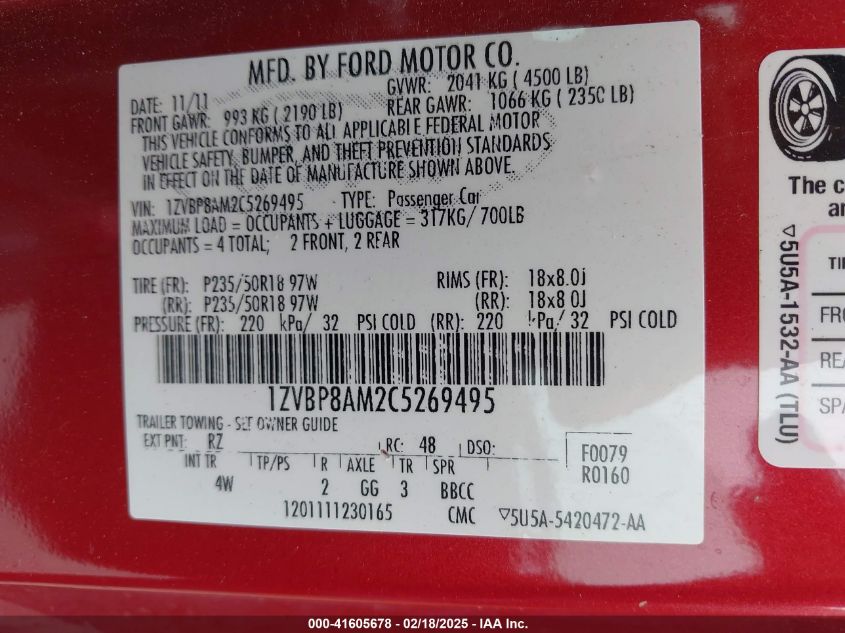 MFD. BY FORD MOTOR CO.
DATE: 11/11 GVWR: 2041 KG ( 4500 LB)
FRONT GAWR: 993 KG ( 2190 LB) REAR GAWR: 1066 KG ( 2350 LB)
THIS VEHICLE CONFORMS TO ALL APPLICABLE FEDERAL MOTOR
VEHICLE SAFETY, BUMPER, AND THEFT PREVENTION STANDARDS
IN EFFECT ON THE DATE OF MANUFACTURE SHOWN ABOVE.
VIN: 1ZVBP8AM2C5269495 TYPE: Passenger Car
MAXIMUM LOAD = OCCUPANTS + LUGGAGE = 317KG/ 700LB
OCCUPANTS = 4 TOTAL; 2 FRONT, 2 REAR
TIRE (FR): P235/50R18 97W RIMS (FR): 18x8.0J
(RR): P235/50R18 97W (RR): 18x8.0J
PRESSURE (FR): 220 kPa/ 32 PSI COLD (RR): 220 kPa/ 32 PSI COLD
1ZVBP8AM2C5269495
TRAILER TOWING - SEE OWNER GUIDE
EXT PNT: RZ RC: 48 DSO: F0079
INT TR TP/PS R AXLE TR SPR R0160
4W 2 GG 3 BBCC
1201111230165 CMC ▽5U5A-5420472-AA
▽5U5A-1532-AA (TLU)
The c
an
TI
FRO
REA
SPA
000-41605678 - 02/18/2025 - IAA Inc.